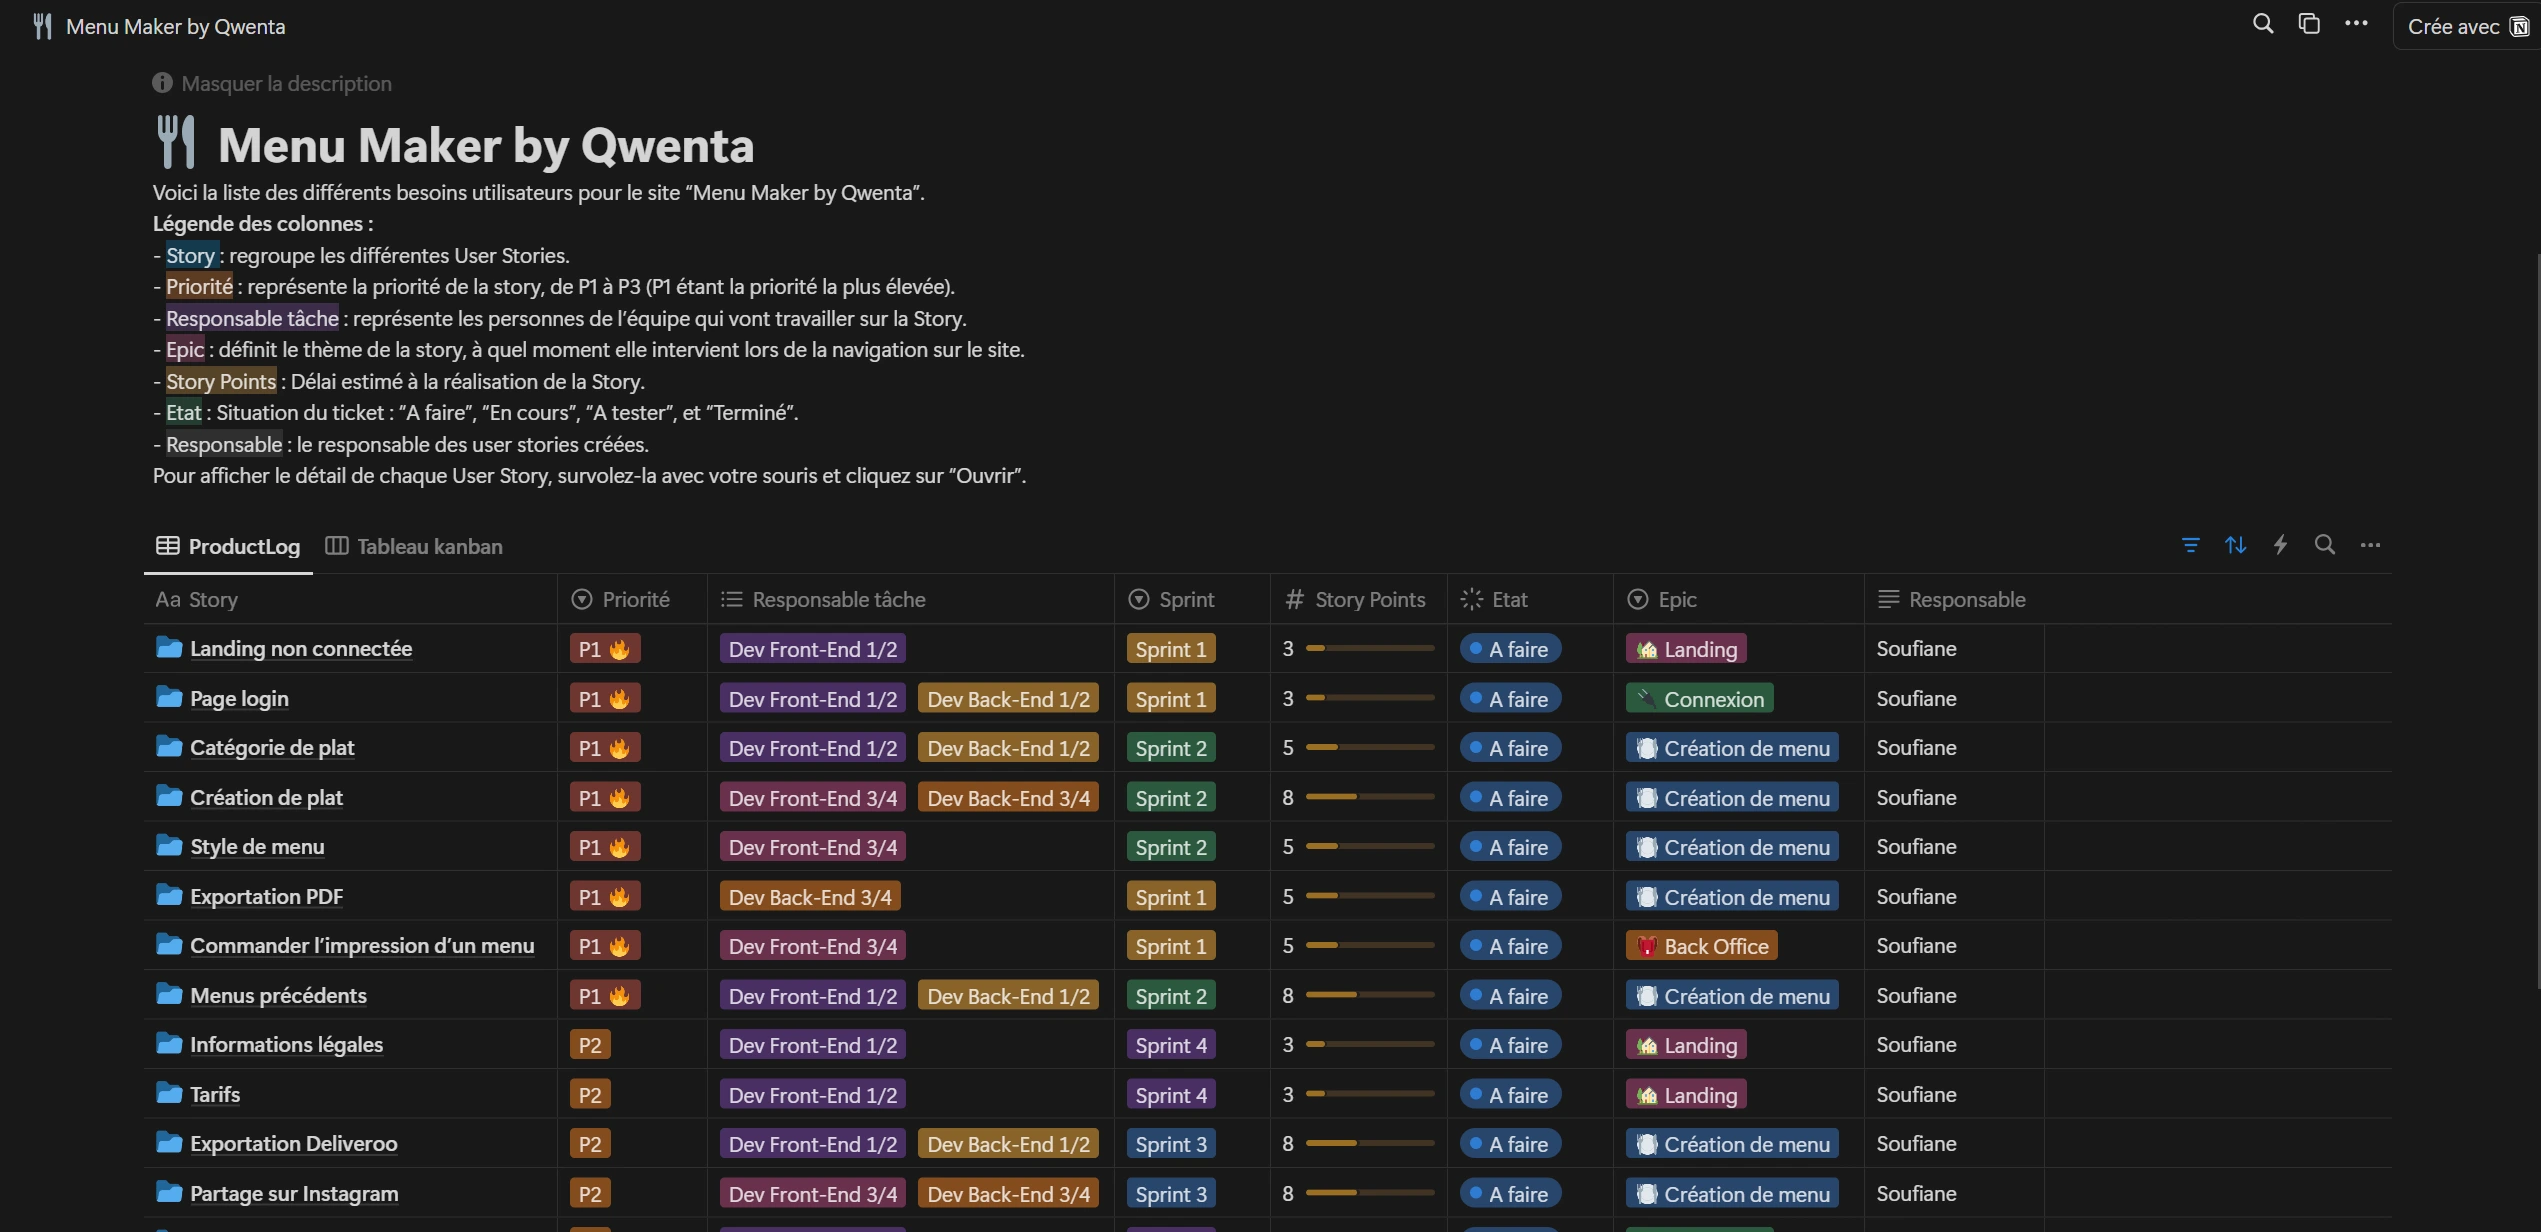 Menu Maker by Qwenta
Crée avec
Masquer la description
Menu Maker by Qwenta
Voici la liste des différents besoins utilisateurs pour le site “Menu Maker by Qwenta”.
Légende des colonnes :
- Story : regroupe les différentes User Stories.
- Priorité : représente la priorité de la story, de P1 à P3 (P1 étant la priorité la plus élevée).
- Responsable tâche : représente les personnes de l’équipe qui vont travailler sur la Story.
- Epic : définit le thème de la story, à quel moment elle intervient lors de la navigation sur le site.
- Story Points : Délai estimé à la réalisation de la Story.
- Etat : Situation du ticket : “A faire”, “En cours”, “A tester”, et “Terminé”.
- Responsable : le responsable des user stories créées.
Pour afficher le détail de chaque User Story, survolez-la avec votre souris et cliquez sur “Ouvrir”.
ProductLog Tableau kanban
Aa Story Priorité Responsable tâche Sprint # Story Points Etat Epic Responsable
Landing non connectée P1 Dev Front-End 1/2 Sprint 1 3 A faire Landing Soufiane
Page login P1 Dev Front-End 1/2 Dev Back-End 1/2 Sprint 1 3 A faire Connexion Soufiane
Catégorie de plat P1 Dev Front-End 1/2 Dev Back-End 1/2 Sprint 2 5 A faire Création de menu Soufiane
Création de plat P1 Dev Front-End 3/4 Dev Back-End 3/4 Sprint 2 8 A faire Création de menu Soufiane
Style de menu P1 Dev Front-End 3/4 Sprint 2 5 A faire Création de menu Soufiane
Exportation PDF P1 Dev Back-End 3/4 Sprint 1 5 A faire Création de menu Soufiane
Commander l’impression d’un menu P1 Dev Front-End 3/4 Sprint 1 5 A faire Back Office Soufiane
Menus précédents P1 Dev Front-End 1/2 Dev Back-End 1/2 Sprint 2 8 A faire Création de menu Soufiane
Informations légales P2 Dev Front-End 1/2 Sprint 4 3 A faire Landing Soufiane
Tarifs P2 Dev Front-End 1/2 Sprint 4 3 A faire Landing Soufiane
Exportation Deliveroo P2 Dev Front-End 1/2 Dev Back-End 1/2 Sprint 3 8 A faire Création de menu Soufiane
Partage sur Instagram P2 Dev Front-End 3/4 Dev Back-End 3/4 Sprint 3 8 A faire Création de menu Soufiane